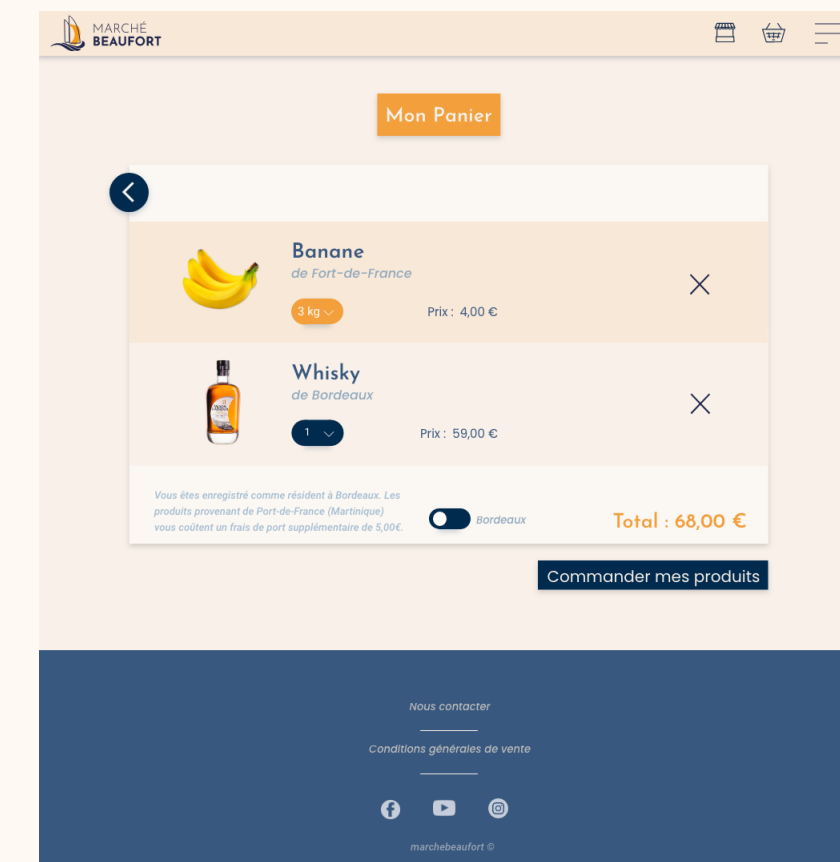 MARCHÉ
BEAUFORT
Mon Panier
Banane
de Fort-de-France
3 kg
Prix : 4,00 €
Whisky
de Bordeaux
1
Prix : 59,00 €
Vous êtes enregistré comme résident à Bordeaux. Les
produits provenant de Port-de-France (Martinique)
vous coûtent un frais de port supplémentaire de 5,00€.
Bordeaux
Total : 68,00 €
Commander mes produits
Nous contacter
Conditions générales de vente
marchebeaufort ©